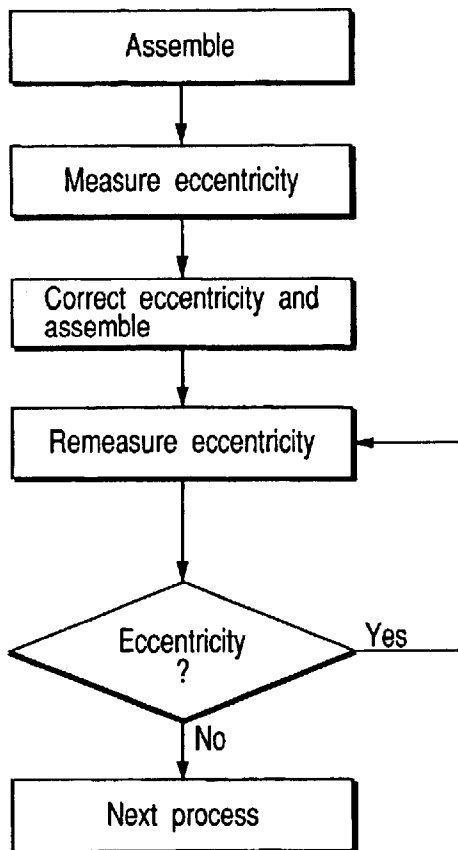 Assemble
Measure eccentricity
Correct eccentricity and
assemble
Remeasure eccentricity
Eccentricity
?
Yes
No
Next process